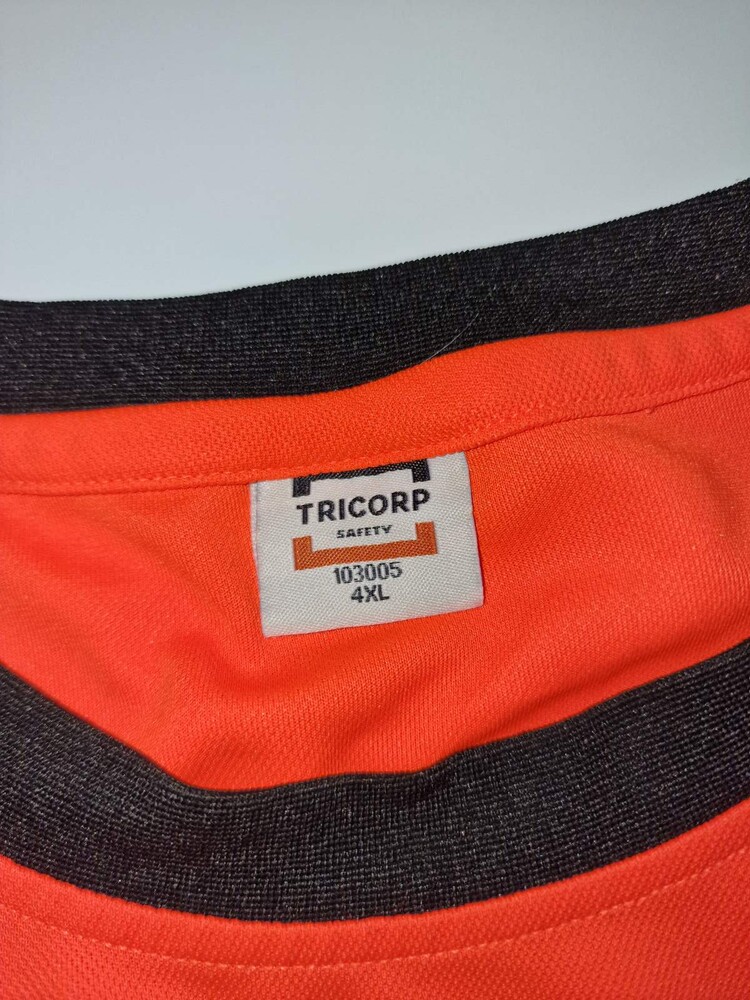 TRICORP
SAFETY
103005
4XL